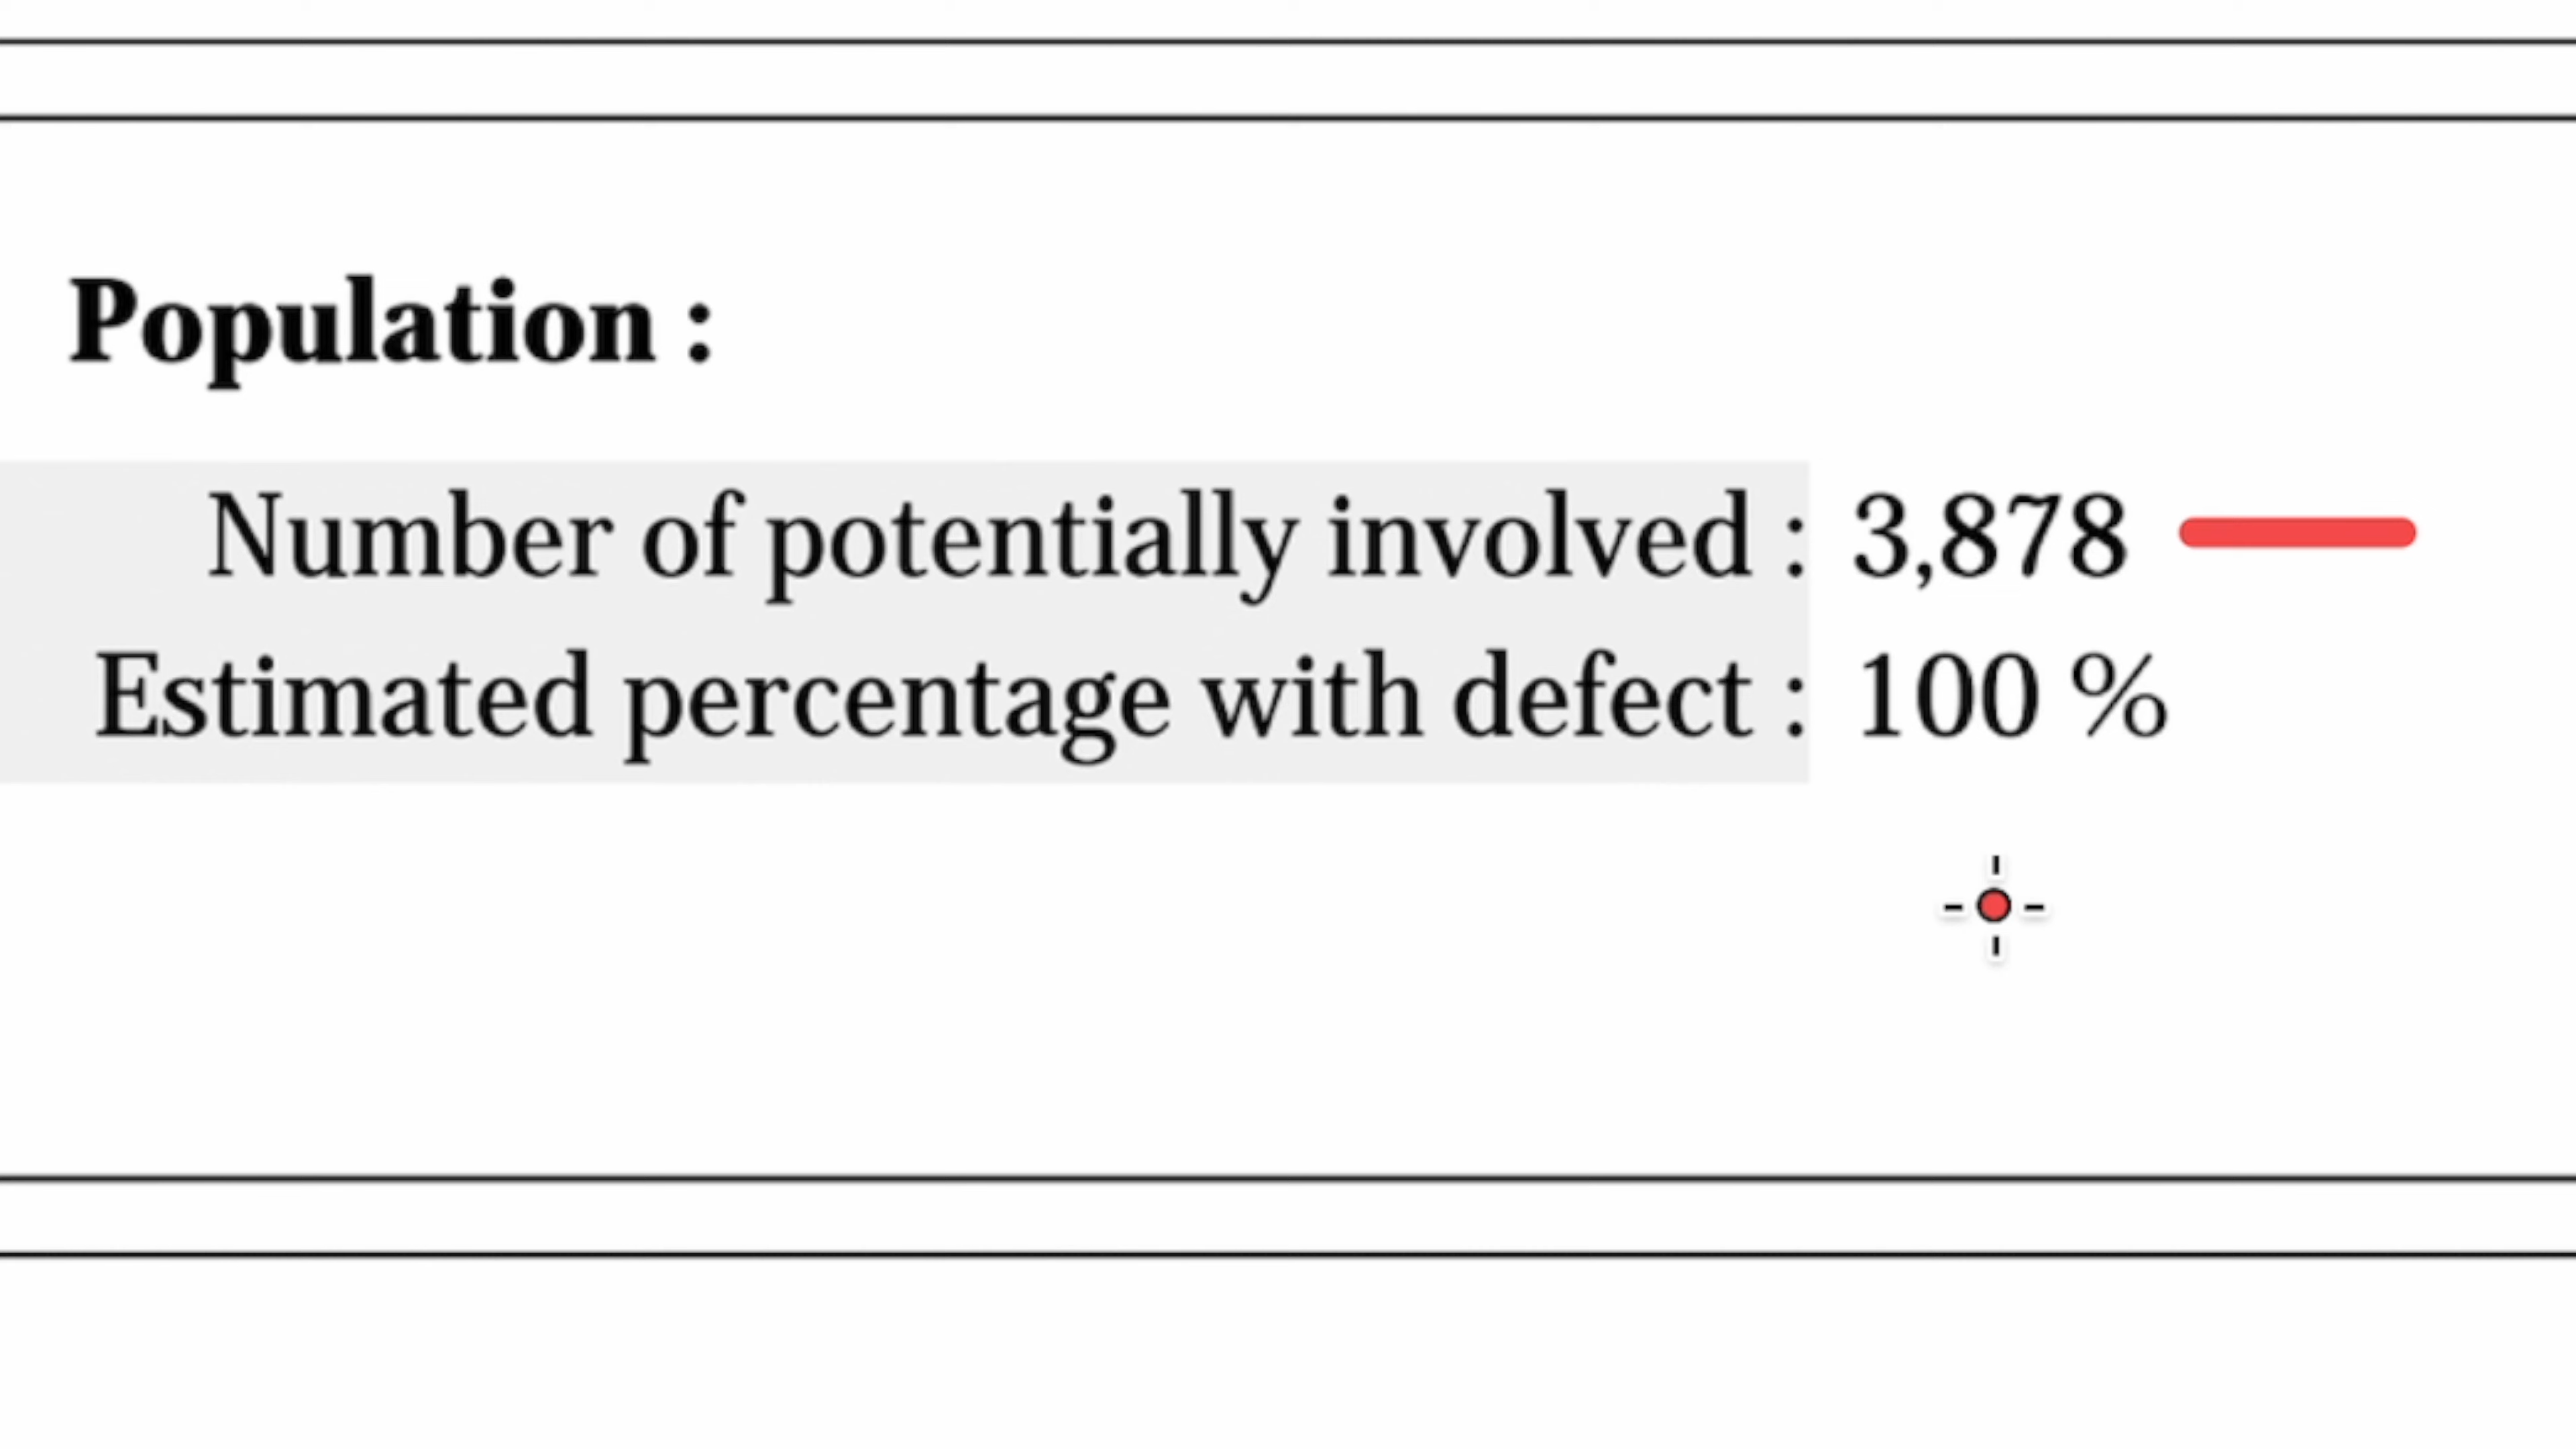 Population :
Number of potentially involved : 3,878
Estimated percentage with defect : 100 %